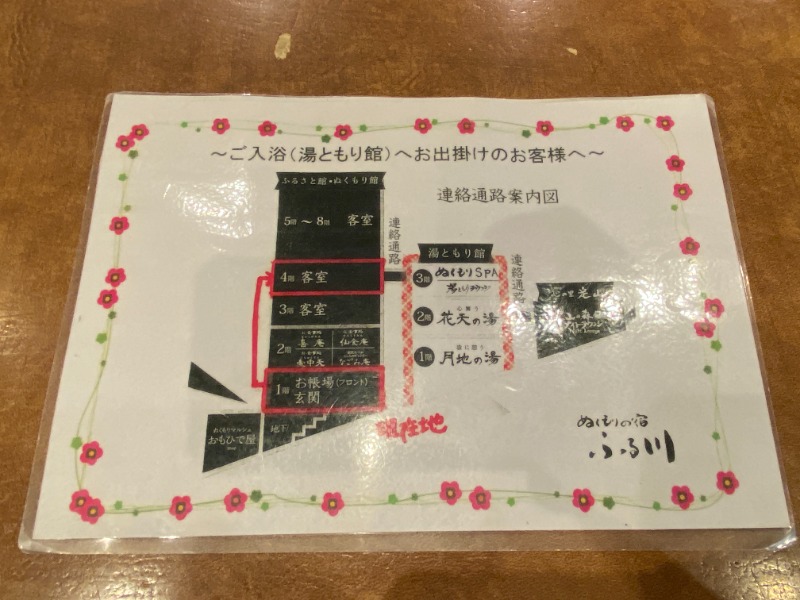 ～ご入浴(湯ともり館)へお出掛けのお客様へ～
連絡通路案内図
ふるさと館・ぬくもり館
5階～8階 客室
4階 客室
3階 客室
2階
喜庵
仙食庵
1階 お帳場(フロント)
玄関
地下
おもひで屋
連絡通路
湯ともり館
3階 ぬくもりSPA
2階 花天の湯
1階 月地の湯
連絡通路
現在地
ぬくもりの宿
ふる川